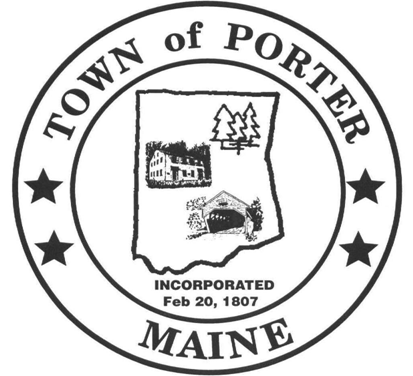 TOWN of PORTER
INCORPORATED
Feb 20, 1807
MAINE